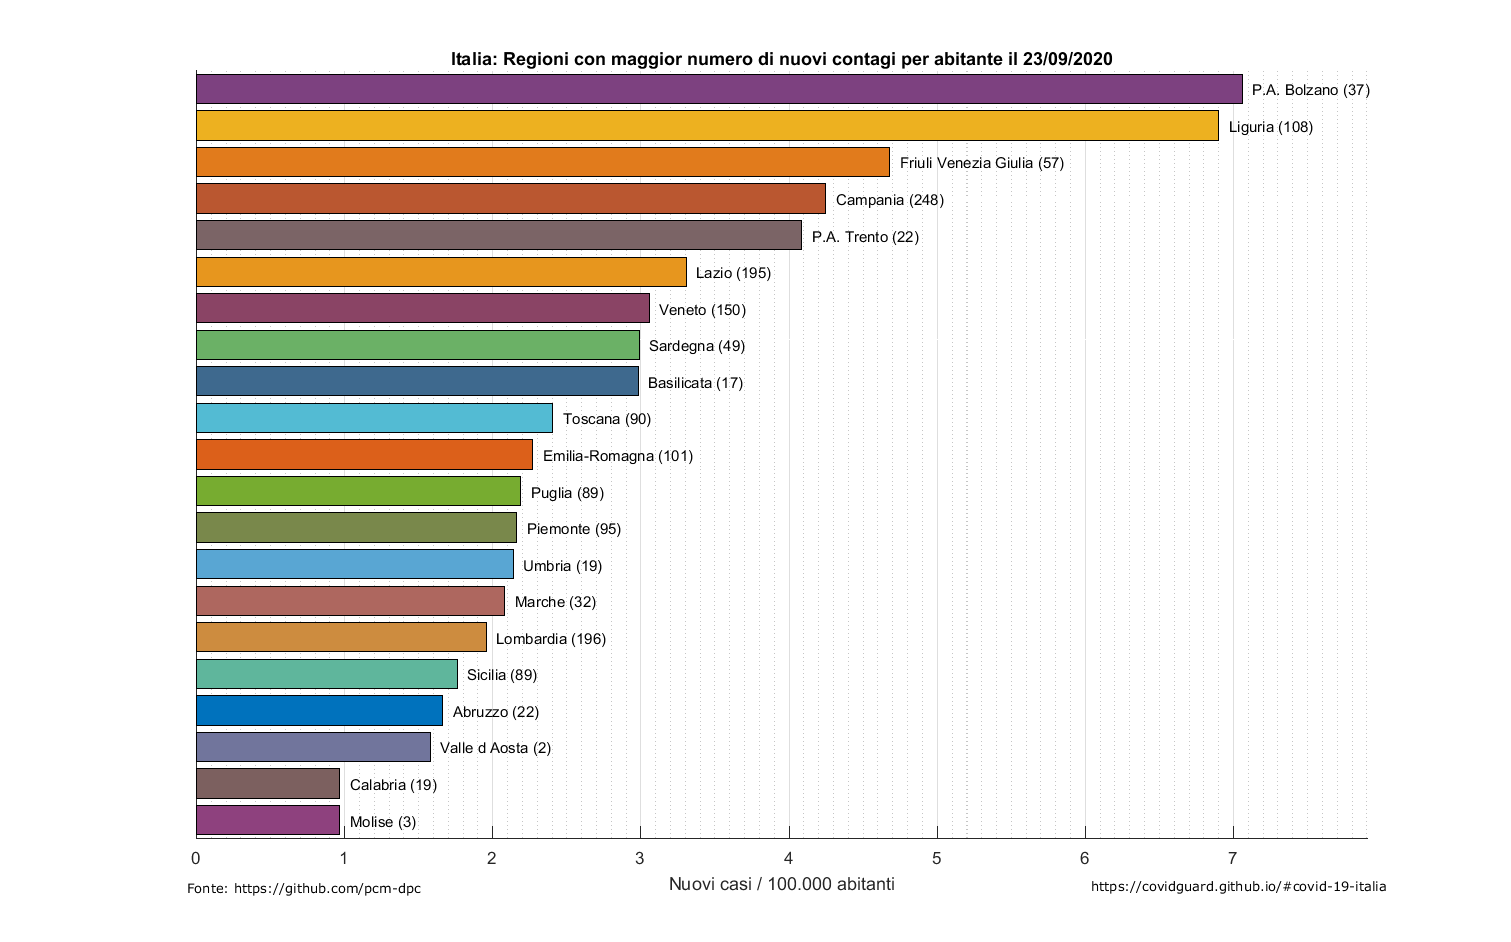 Italia: Regioni con maggior numero di nuovi contagi per abitante il 23/09/2020
P.A. Bolzano (37)
Liguria (108)
Friuli Venezia Giulia (57)
Campania (248)
P.A. Trento (22)
Lazio (195)
Veneto (150)
Sardegna (49)
Basilicata (17)
Toscana (90)
Emilia-Romagna (101)
Puglia (89)
Piemonte (95)
Umbria (19)
Marche (32)
Lombardia (196)
Sicilia (89)
Abruzzo (22)
Valle d Aosta (2)
Calabria (19)
Molise (3)
0 1 2 3 4 5 6 7
Nuovi casi / 100.000 abitanti
Fonte: https://github.com/pcm-dpc
https://covidguard.github.io/#covid-19-italia